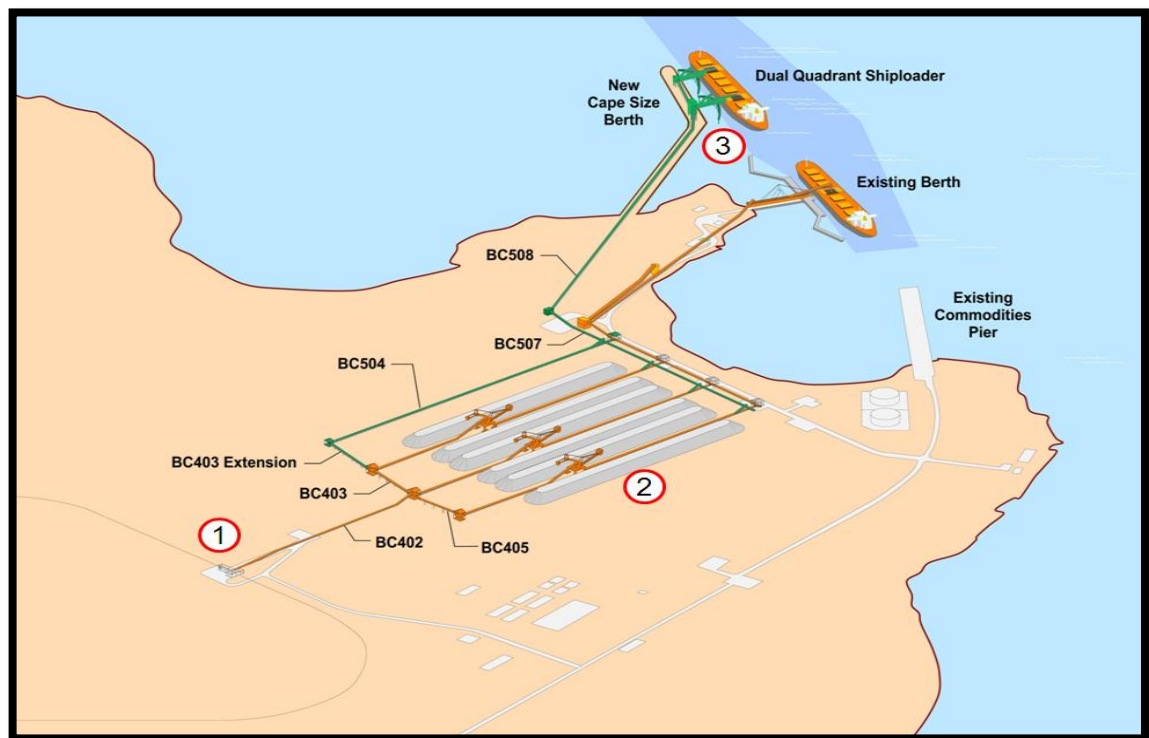 Dual Quadrant Shiploader
New
Cape Size
Berth
3
Existing Berth
BC508
Existing
Commodities
Pier
BC507
BC504
BC403 Extension
BC403
2
1
BC402
BC405